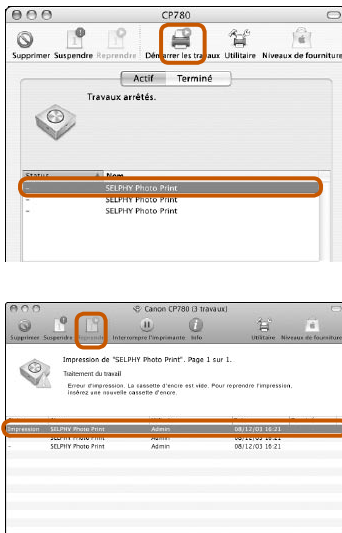 CP780
Supprimer Suspendre Reprendre Démarrer les travaux Utilitaire Niveaux de fourniture
Actif Terminé
Travaux arrêtés.
Status Nom
- SELPHY Photo Print
- SELPHY Photo Print
- SELPHY Photo Print
Canon CP780 (3 travaux)
Supprimer Suspendre Reprendre Interrompre l'imprimante Info Utilitaire Niveaux de fourniture
Impression de "SELPHY Photo Print". Page 1 sur 1.
Traitement du travail
Erreur d'impression. La cassette d'encre est vide. Pour reprendre l'impression,
insérez une nouvelle cassette d'encre.
Impression SELPHY Photo Print Admin 08/12/03 16:21
- SELPHY Photo Print Admin 08/12/03 16:21
- SELPHY Photo Print Admin 08/12/03 16:21